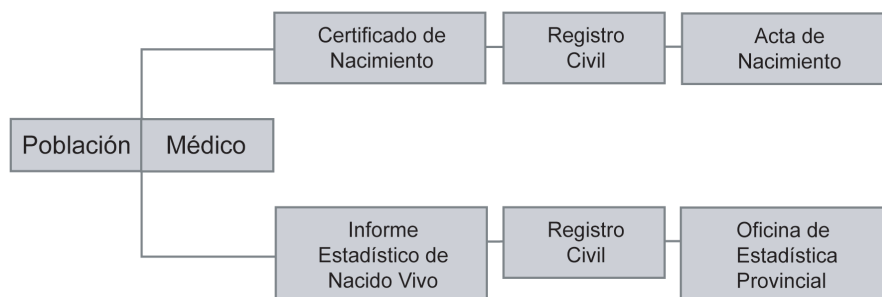 Certificado de
Nacimiento
Registro
Civil
Acta de
Nacimiento
Población
Médico
Informe
Estadístico de
Nacido Vivo
Registro
Civil
Oficina de
Estadística
Provincial